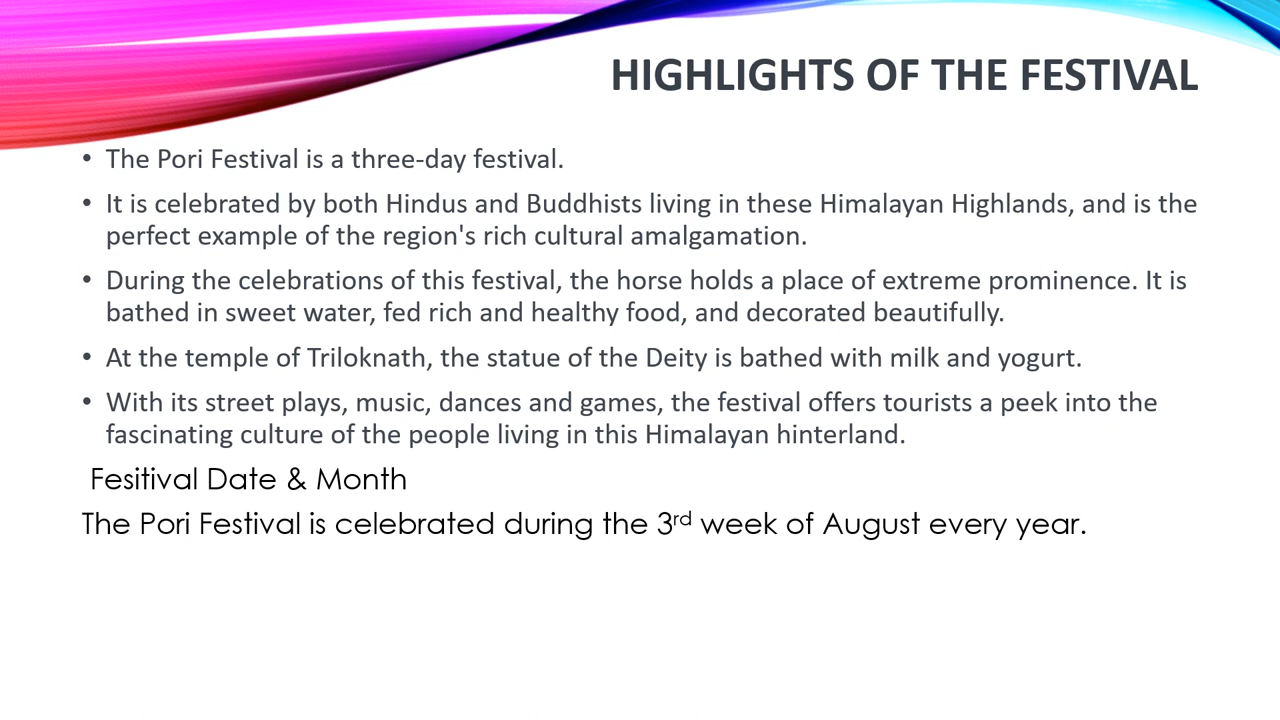 HIGHLIGHTS OF THE FESTIVAL
• The Pori Festival is a three-day festival.
• It is celebrated by both Hindus and Buddhists living in these Himalayan Highlands, and is the
perfect example of the region's rich cultural amalgamation.
• During the celebrations of this festival, the horse holds a place of extreme prominence. It is
bathed in sweet water, fed rich and healthy food, and decorated beautifully.
• At the temple of Triloknath, the statue of the Deity is bathed with milk and yogurt.
• With its street plays, music, dances and games, the festival offers tourists a peek into the
fascinating culture of the people living in this Himalayan hinterland.
Fesitival Date & Month
The Pori Festival is celebrated during the 3rd week of August every year.